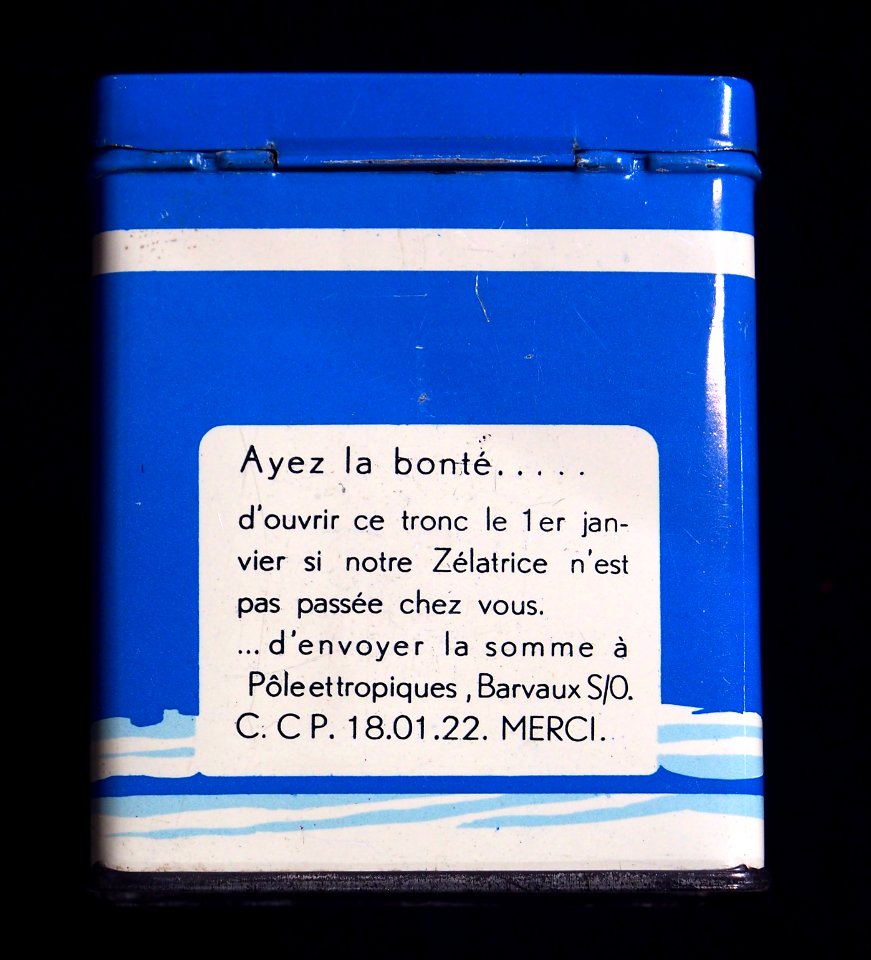 Ayez la bonté.....
d'ouvrir ce tronc le 1er jan-
vier si notre Zélatrice n'est
pas passée chez vous.
...d'envoyer la somme à
Pôle et tropiques, Barvaux S/O.
C. C P. 18.01.22. MERCI.